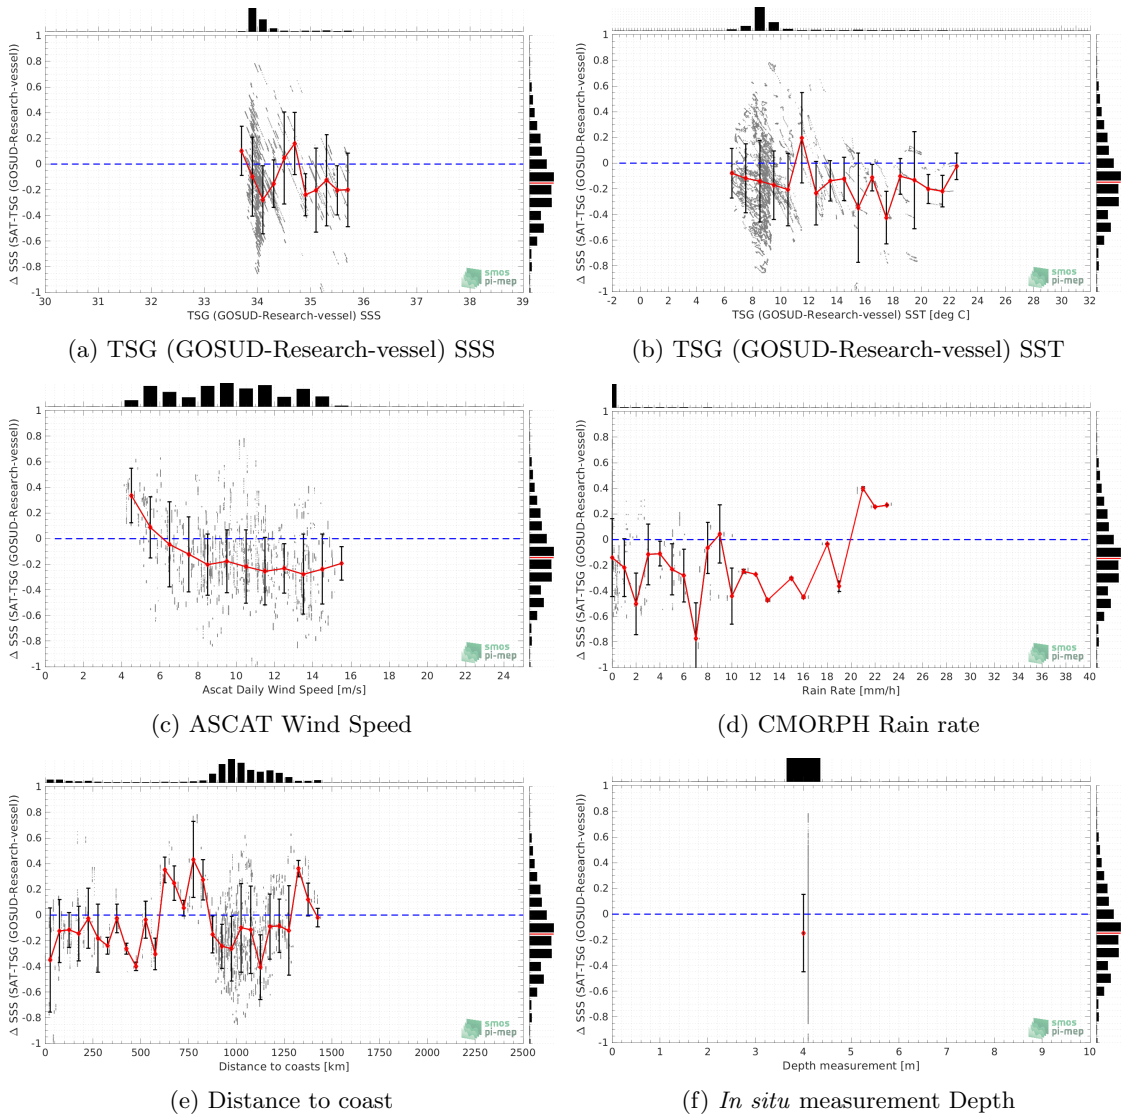 1
0.8
0.6
0.4
0.2
0
-0.2
-0.4
-0.6
-0.8
-1
Δ SSS (SAT-TSG (GOSUD-Research-vessel))
30 31 32 33 34 35 36 37 38 39
TSG (GOSUD-Research-vessel) SSS
smos
pi-mep
(a) TSG (GOSUD-Research-vessel) SSS
1
0.8
0.6
0.4
0.2
0
-0.2
-0.4
-0.6
-0.8
-1
Δ SSS (SAT-TSG (GOSUD-Research-vessel))
-2 0 2 4 6 8 10 12 14 16 18 20 22 24 26 28 30 32
TSG (GOSUD-Research-vessel) SST [deg C]
smos
pi-mep
(b) TSG (GOSUD-Research-vessel) SST
1
0.8
0.6
0.4
0.2
0
-0.2
-0.4
-0.6
-0.8
-1
Δ SSS (SAT-TSG (GOSUD-Research-vessel))
0 2 4 6 8 10 12 14 16 18 20 22 24
Ascat Daily Wind Speed [m/s]
smos
pi-mep
(c) ASCAT Wind Speed
1
0.8
0.6
0.4
0.2
0
-0.2
-0.4
-0.6
-0.8
-1
Δ SSS (SAT-TSG (GOSUD-Research-vessel))
0 2 4 6 8 10 12 14 16 18 20 22 24 26 28 30 32 34 36 38 40
Rain Rate [mm/h]
smos
pi-mep
(d) CMORPH Rain rate
1
0.8
0.6
0.4
0.2
0
-0.2
-0.4
-0.6
-0.8
-1
Δ SSS (SAT-TSG (GOSUD-Research-vessel))
0 250 500 750 1000 1250 1500 1750 2000 2250 2500
Distance to coasts [km]
smos
pi-mep
(e) Distance to coast
1
0.8
0.6
0.4
0.2
0
-0.2
-0.4
-0.6
-0.8
-1
Δ SSS (SAT-TSG (GOSUD-Research-vessel))
0 1 2 3 4 5 6 7 8 9 10
Depth measurement [m]
smos
pi-mep
(f) In situ measurement Depth